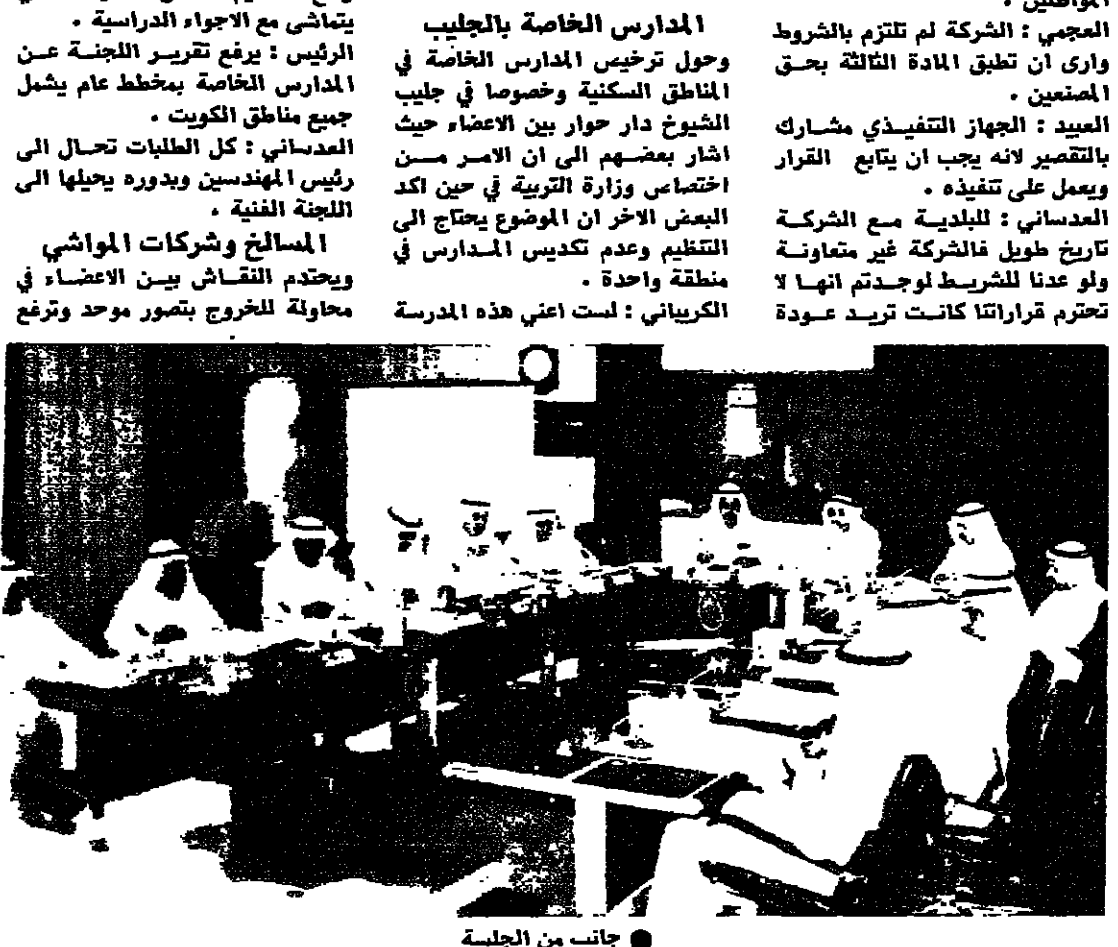 العجمي : الشركة لم تلتزم بالشروط
وارى ان تطبق المادة الثالثة بحق
المصنعين .
العبيد : الجهاز التنفيذي مشارك
بالتقصير لانه يجب ان يتابع القرار
ويعمل على تنفيذه .
العدساني : للبلدية مع الشركة
تاريخ طويل فالشركة غير متعاونة
ولو عدنا للشريط لوجدتم انها لا
تحترم قراراتنا كانت تريد عودة
المدارس الخاصة بالجليب
وحول ترخيص المدارس الخاصة في
المناطق السكنية وخصوصا في جليب
الشيوخ دار حوار بين الاعضاء حيث
اشار بعضهم الى ان الامر من
اختصاص وزارة التربية في حين اكد
البعض الاخر ان الموضوع يحتاج الى
التنظيم وعدم تكديس المدارس في
منطقة واحدة .
الكريباني : لست اعني هذه المدرسة
يتماشى مع الاجواء الدراسية .
الرئيس : يرفع تقرير اللجنة عن
المدارس الخاصة بمخطط عام يشمل
جميع مناطق الكويت .
العدساني : كل الطلبات تحال الى
رئيس المهندسين وبدوره يحيلها الى
اللجنة الفنية .
المسالخ وشركات المواشي
ويحتدم النقاش بين الاعضاء في
محاولة للخروج بتصور موحد وترفع
جانب من الجلسة